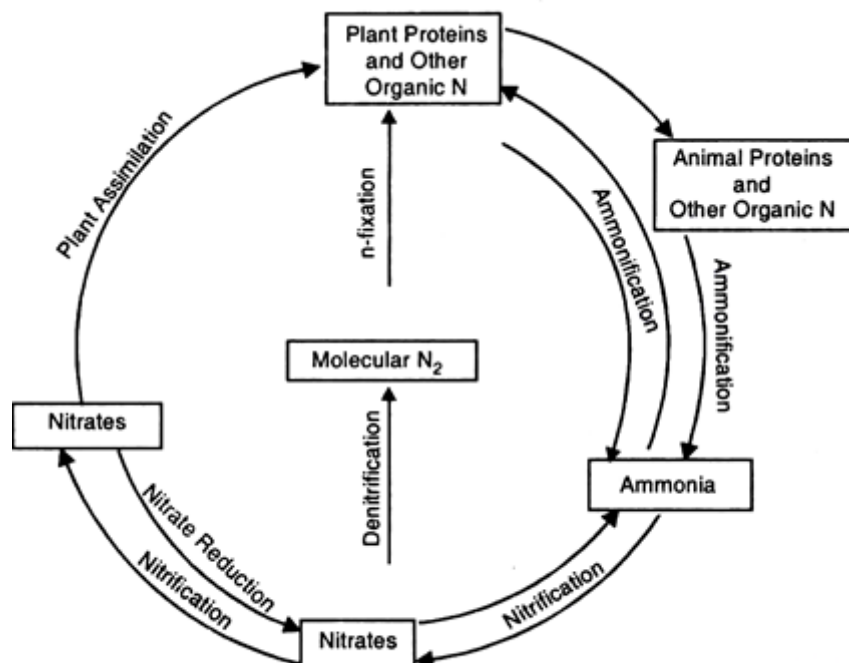 Plant Proteins
and Other
Organic N
Animal Proteins
and
Other Organic N
Plant Assimilation
n-fixation
Ammonification
Ammonification
Molecular N₂
Nitrates
Denitrification
Ammonia
Nitrate Reduction
Nitrification
Nitrification
Nitrates